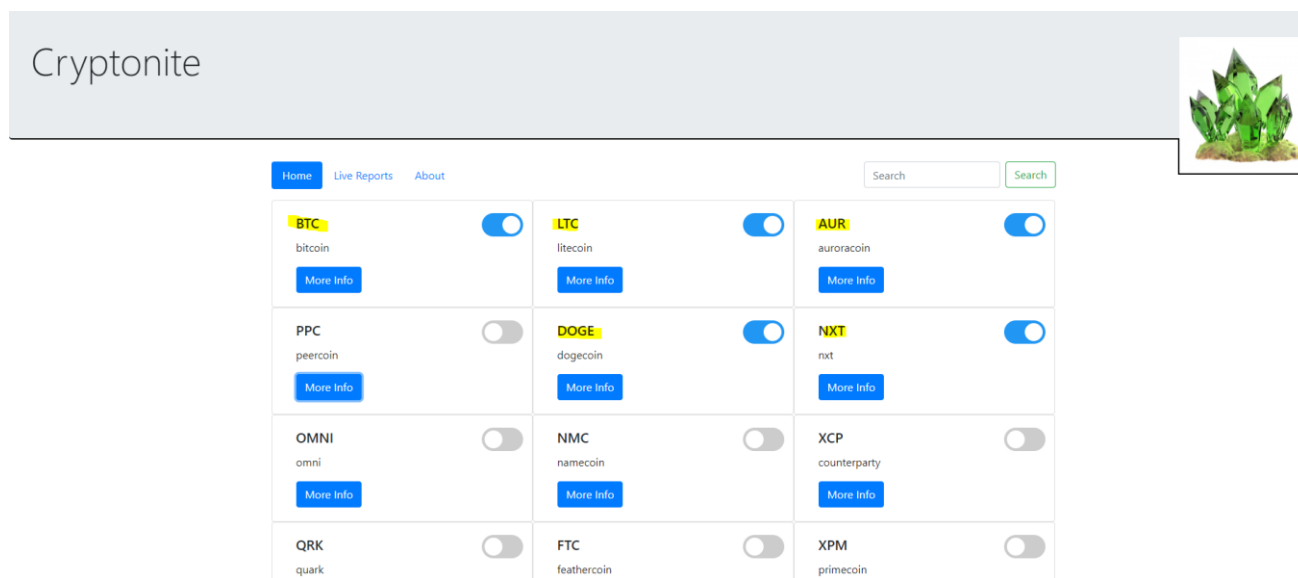 Cryptonite
Home Live Reports About Search Search
BTC LTC AUR
bitcoin litecoin auroracoin
More Info More Info More Info
PPC DOGE NXT
peercoin dogecoin nxt
More Info More Info More Info
OMNI NMC XCP
omni namecoin counterparty
More Info More Info More Info
QRK FTC XPM
quark feathercoin primecoin